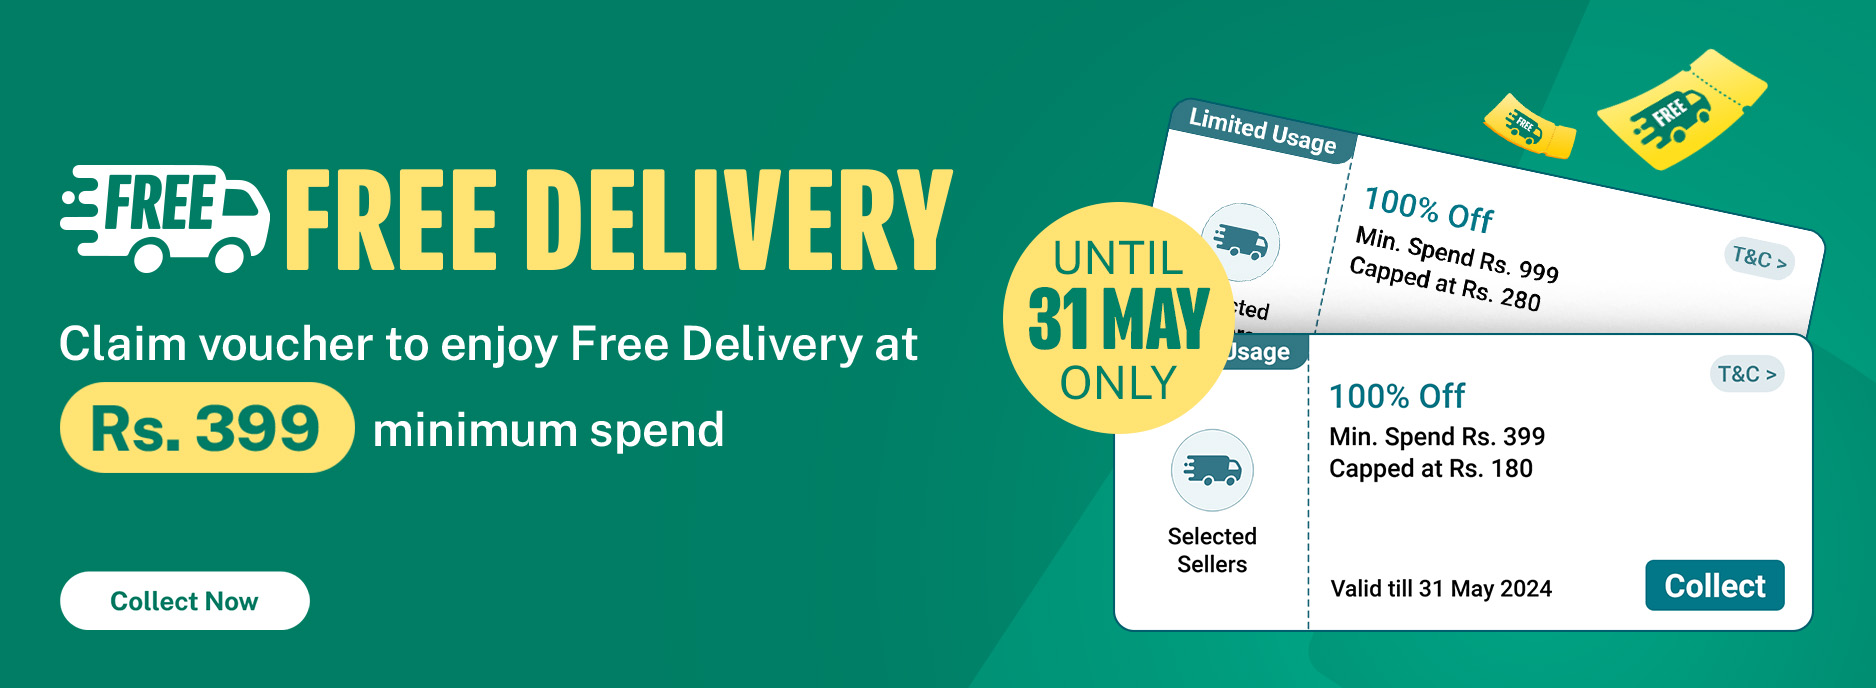 FREE FREE DELIVERY
Claim voucher to enjoy Free Delivery at
Rs. 399 minimum spend
Collect Now
UNTIL
31 MAY
ONLY
Limited Usage
100% Off
Min. Spend Rs. 999
Capped at Rs. 280
T&C >
FREE
FREE
Usage
100% Off
Min. Spend Rs. 399
Capped at Rs. 180
T&C >
Selected
Sellers
Valid till 31 May 2024
Collect